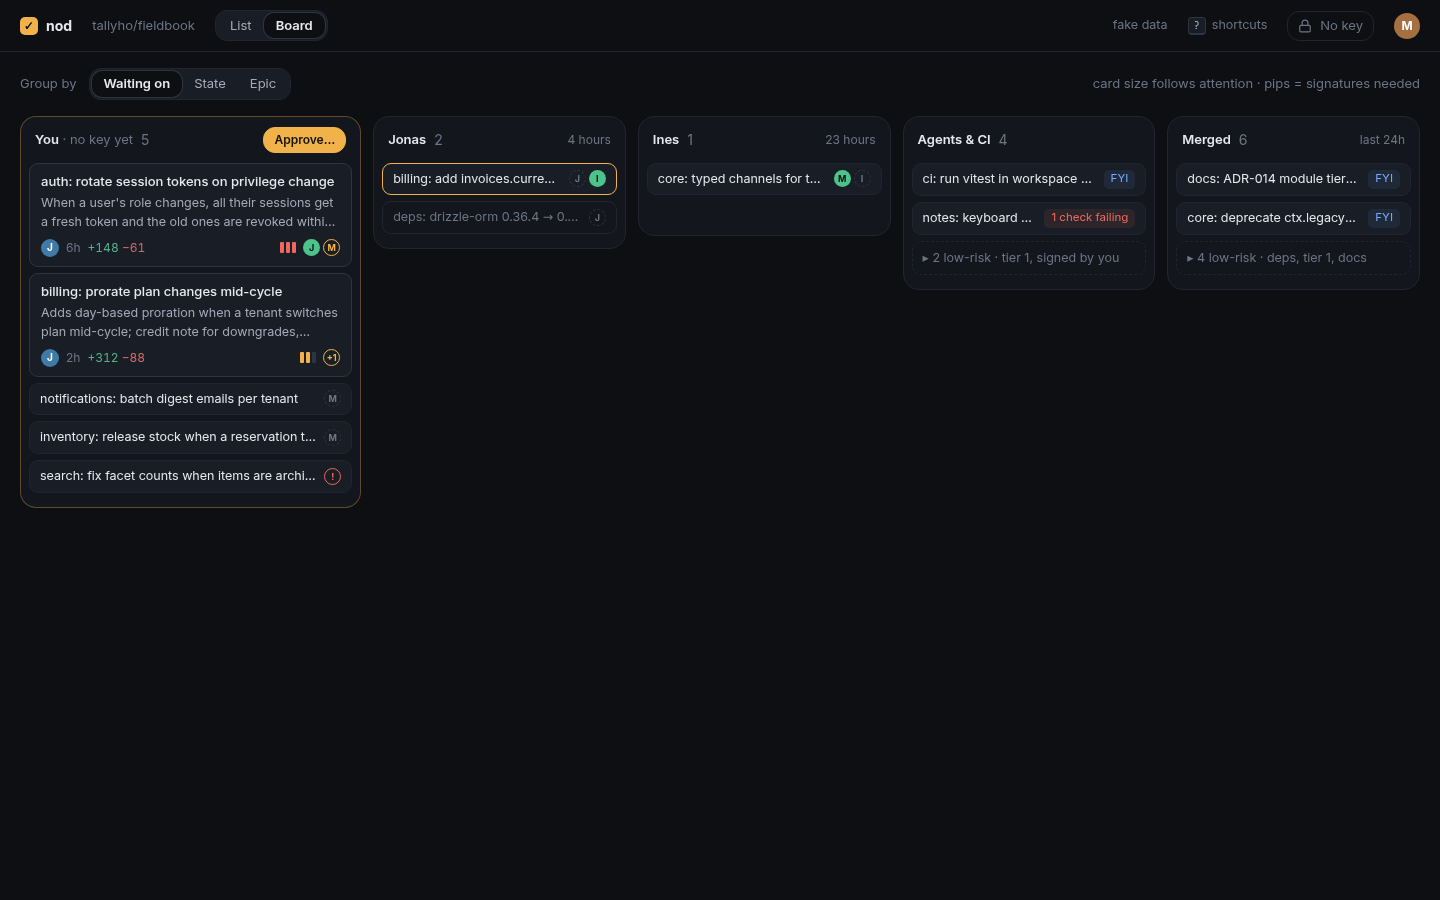 ✓ nod tallyho/fieldbook List Board fake data ? shortcuts No key M
Group by Waiting on State Epic card size follows attention · pips = signatures needed
You · no key yet 5 Approve...
auth: rotate session tokens on privilege change
When a user's role changes, all their sessions get
a fresh token and the old ones are revoked withi...
J 6h +148 −61 J M
billing: prorate plan changes mid-cycle
Adds day-based proration when a tenant switches
plan mid-cycle; credit note for downgrades,...
J 2h +312 −88 +1
notifications: batch digest emails per tenant M
inventory: release stock when a reservation t... M
search: fix facet counts when items are archi... !
Jonas 2 4 hours
billing: add invoices.curre... J I
deps: drizzle-orm 0.36.4 → 0.... J
Ines 1 23 hours
core: typed channels for t... M I
Agents & CI 4
ci: run vitest in workspace ... FYI
notes: keyboard ... 1 check failing
▸ 2 low-risk · tier 1, signed by you
Merged 6 last 24h
docs: ADR-014 module tier... FYI
core: deprecate ctx.legacy... FYI
▸ 4 low-risk · deps, tier 1, docs